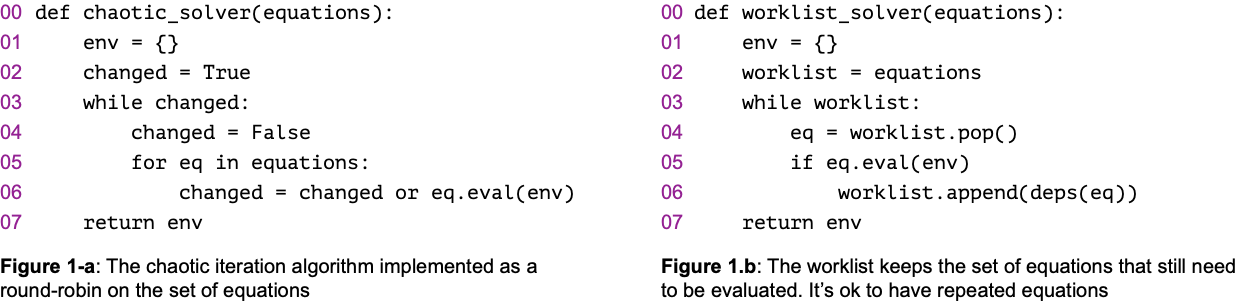 00 def chaotic_solver(equations):
01     env = {}
02     changed = True
03     while changed:
04         changed = False
05         for eq in equations:
06             changed = changed or eq.eval(env)
07     return env
Figure 1-a: The chaotic iteration algorithm implemented as a
round-robin on the set of equations
00 def worklist_solver(equations):
01     env = {}
02     worklist = equations
03     while worklist:
04         eq = worklist.pop()
05         if eq.eval(env)
06             worklist.append(deps(eq))
07     return env
Figure 1.b: The worklist keeps the set of equations that still need
to be evaluated. It’s ok to have repeated equations